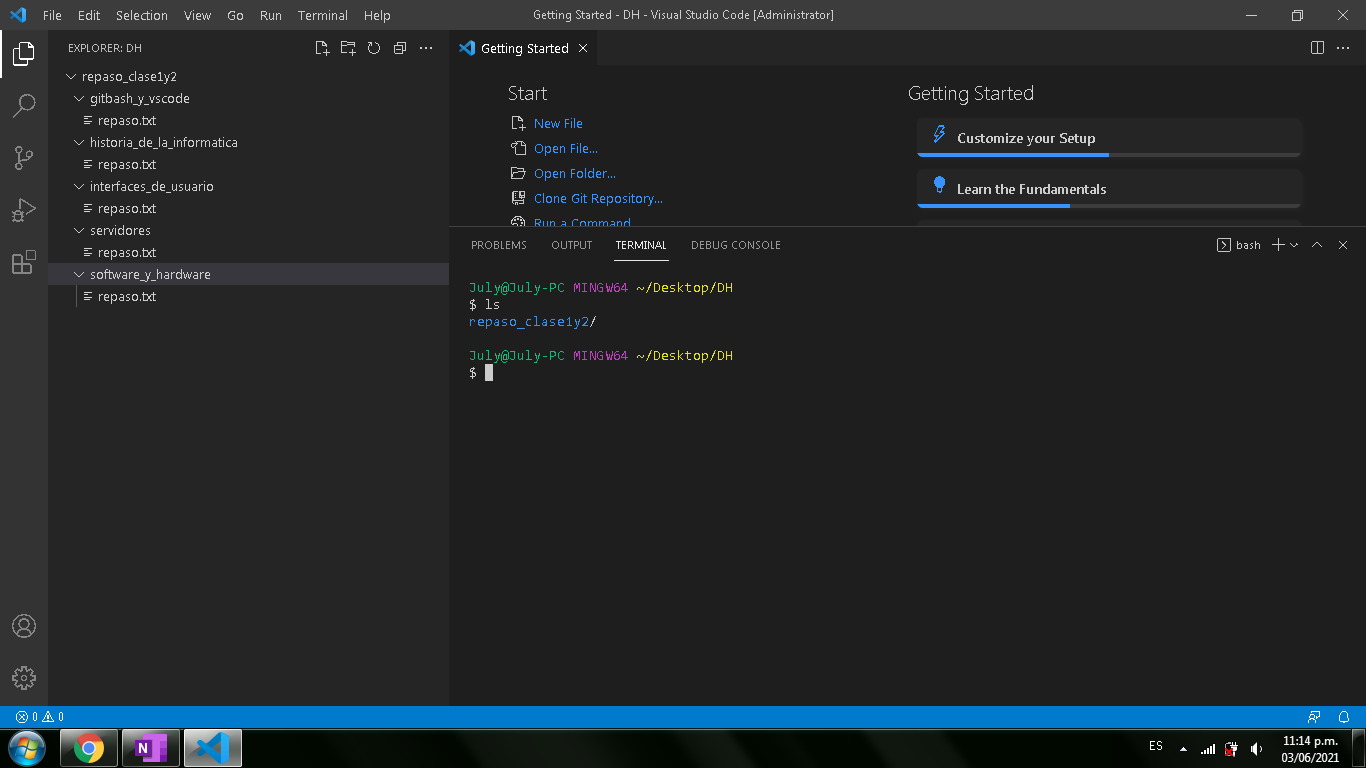 File Edit Selection View Go Run Terminal Help
Getting Started - DH - Visual Studio Code [Administrator]
EXPLORER: DH
repaso_clase1y2
gitbash_y_vscode
repaso.txt
historia_de_la_informatica
repaso.txt
interfaces_de_usuario
repaso.txt
servidores
repaso.txt
software_y_hardware
repaso.txt
Getting Started
Start
New File
Open File...
Open Folder...
Clone Git Repository...
Run a Command
Getting Started
Customize your Setup
Learn the Fundamentals
PROBLEMS OUTPUT TERMINAL DEBUG CONSOLE
bash
July@July-PC MINGW64 ~/Desktop/DH
$ ls
repaso_clase1y2/
July@July-PC MINGW64 ~/Desktop/DH
$
0 0
N
ES
11:14 p.m.
03/06/2021